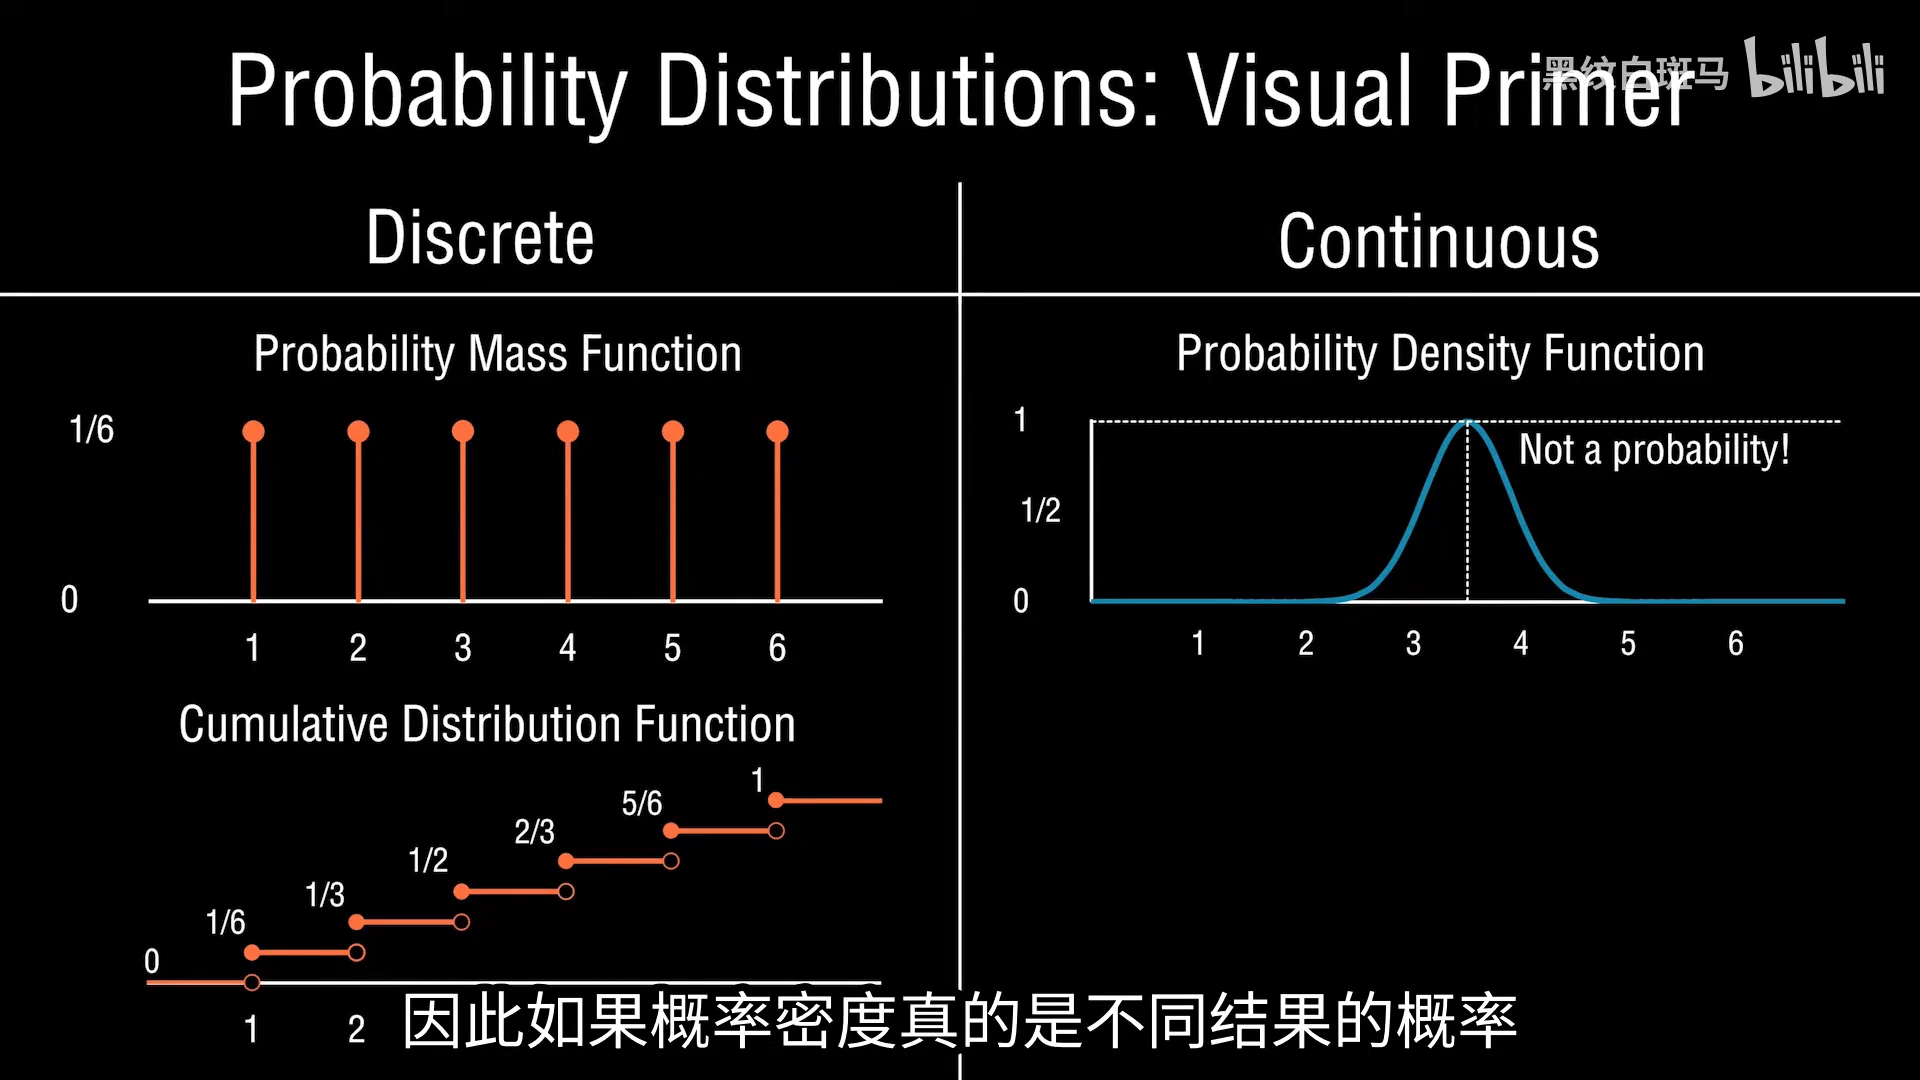 Probability Distributions: Visual Primer
黑纹白斑马 bilibili
Discrete
Continuous
Probability Mass Function
1/6
0
1 2 3 4 5 6
Probability Density Function
1
Not a probability!
1/2
0
1 2 3 4 5 6
Cumulative Distribution Function
1
5/6
2/3
1/2
1/3
1/6
0
1 2
因此如果概率密度真的是不同结果的概率